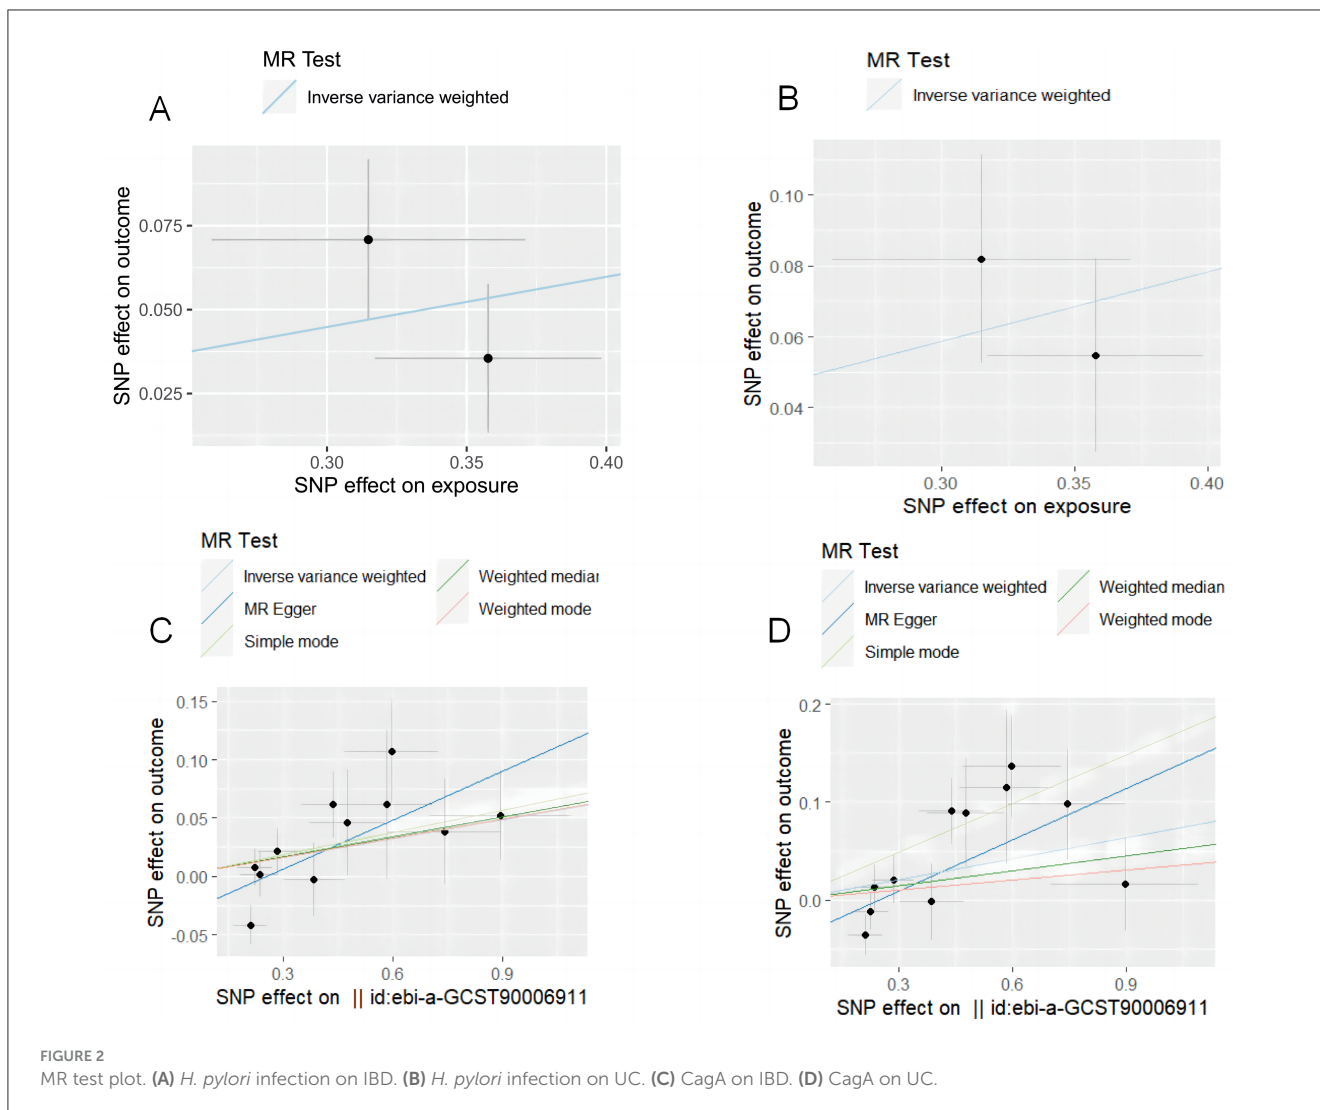 MR Test
Inverse variance weighted
A
SNP effect on outcome
0.075
0.050
0.025
0.30 0.35 0.40
SNP effect on exposure
MR Test
Inverse variance weighted
B
SNP effect on outcome
0.10
0.08
0.06
0.04
0.30 0.35 0.40
SNP effect on exposure
MR Test
Inverse variance weighted Weighted median
MR Egger Weighted mode
Simple mode
C
SNP effect on outcome
0.15
0.10
0.05
0.00
-0.05
0.3 0.6 0.9
SNP effect on || id:ebi-a-GCST90006911
MR Test
Inverse variance weighted Weighted median
MR Egger Weighted mode
Simple mode
D
SNP effect on outcome
0.2
0.1
0.0
0.3 0.6 0.9
SNP effect on || id:ebi-a-GCST90006911
FIGURE 2
MR test plot. (A) H. pylori infection on IBD. (B) H. pylori infection on UC. (C) CagA on IBD. (D) CagA on UC.